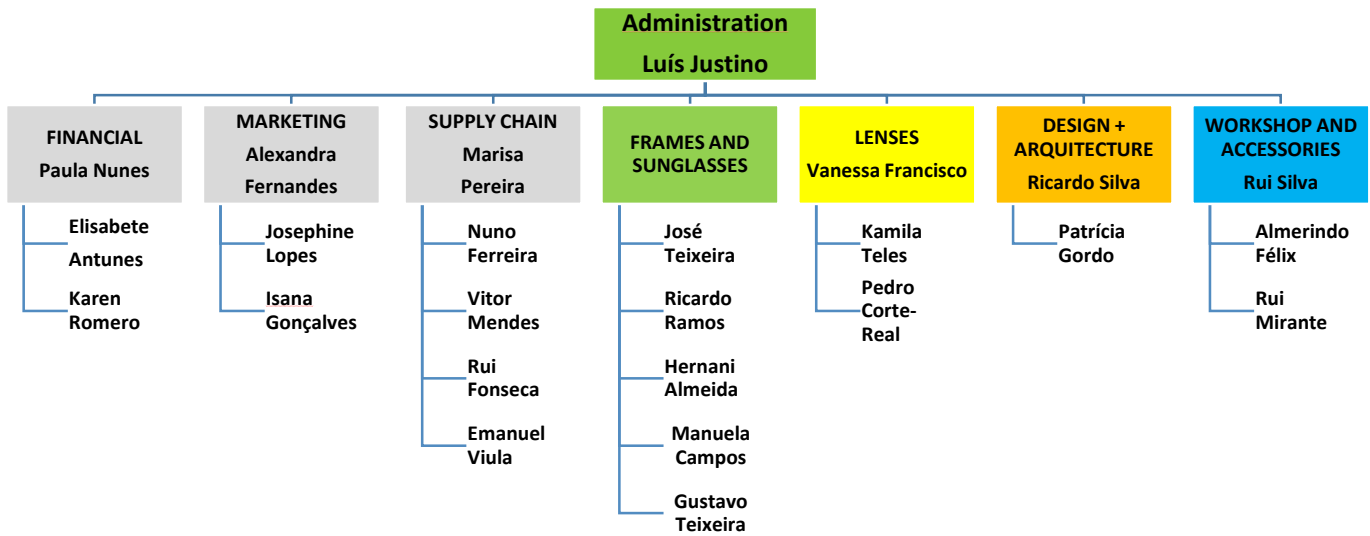 Administration
Luís Justino
FINANCIAL
Paula Nunes
Elisabete
Antunes
Karen
Romero
MARKETING
Alexandra
Fernandes
Josephine
Lopes
Isana
Gonçalves
SUPPLY CHAIN
Marisa
Pereira
Nuno
Ferreira
Vitor
Mendes
Rui
Fonseca
Emanuel
Viula
FRAMES AND
SUNGLASSES
José
Teixeira
Ricardo
Ramos
Hernani
Almeida
Manuela
Campos
Gustavo
Teixeira
LENSES
Vanessa Francisco
Kamila
Teles
Pedro
Corte-
Real
DESIGN +
ARQUITECTURE
Ricardo Silva
Patrícia
Gordo
WORKSHOP AND
ACCESSORIES
Rui Silva
Almerindo
Félix
Rui
Mirante